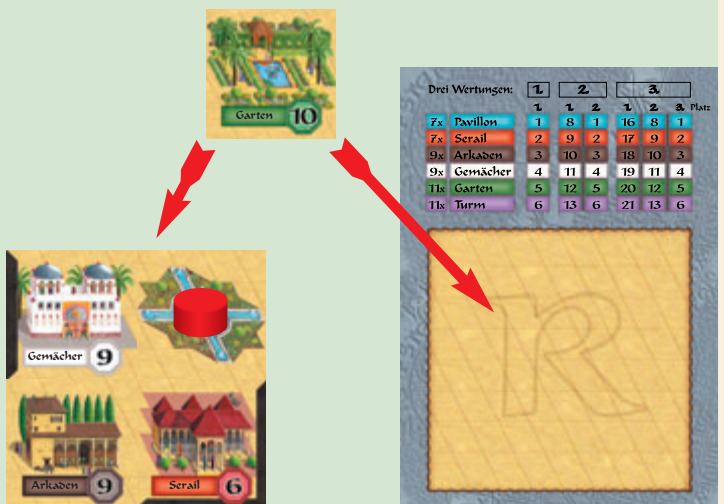 Garten 10
Drei Wertungen: 1 2 3
1 1 2 1 2 3 Platz
7x Pavillon 1 8 1 16 8 1
7x Serail 2 9 2 17 9 2
9x Arkaden 3 10 3 18 10 3
9x Gemächer 4 11 4 19 11 4
11x Garten 5 12 5 20 12 5
11x Turm 6 13 6 21 13 6
R
Gemächer 9
Arkaden 9
Serail 6